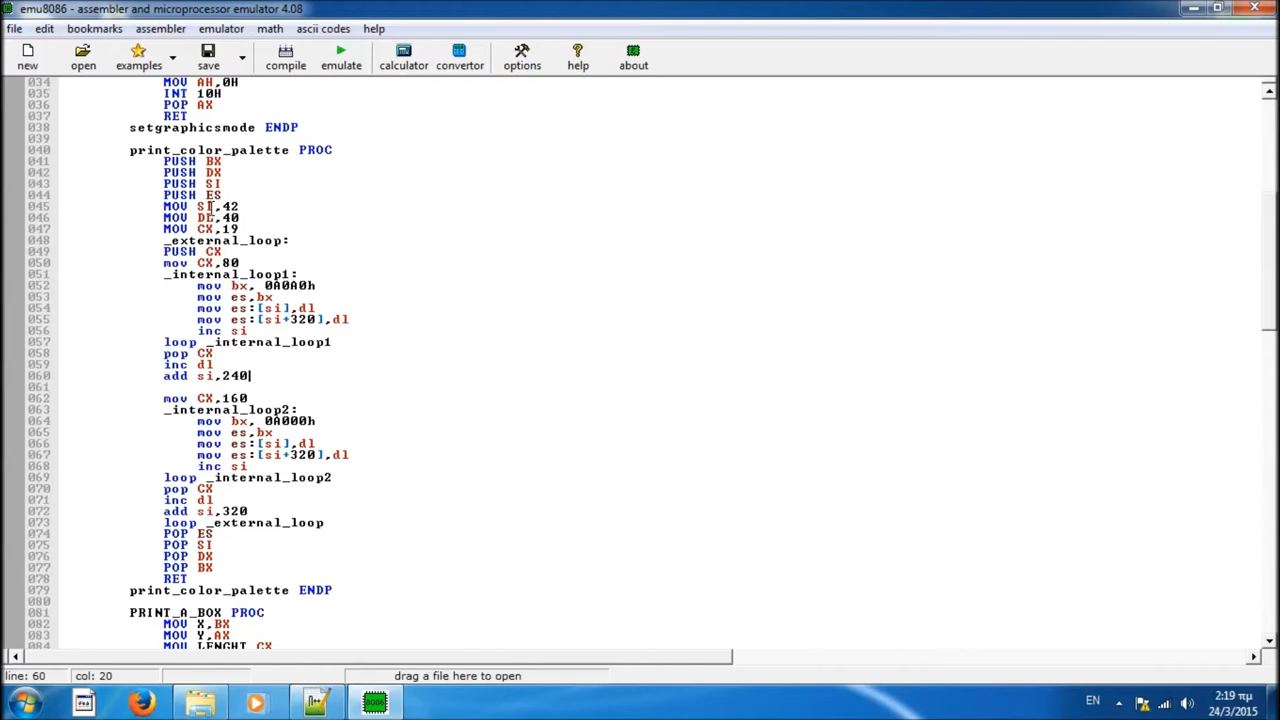 emu8086 - assembler and microprocessor emulator 4.08
file edit bookmarks assembler emulator math ascii codes help
new open examples save compile emulate calculator convertor options help about
034 MOV AH,0H
035 INT 10H
036 POP AX
037 RET
038 setgraphicsmode ENDP
039
040 print_color_palette PROC
041 PUSH BX
042 PUSH DX
043 PUSH SI
044 PUSH ES
045 MOV SI,42
046 MOV DL,40
047 MOV CX,19
048 _external_loop:
049 PUSH CX
050 mov CX,80
051 _internal_loop1:
052 mov bx, 0A0A0h
053 mov es,bx
054 mov es:[si],dl
055 mov es:[si+320],dl
056 inc si
057 loop _internal_loop1
058 pop CX
059 inc dl
060 add si,240
061
062 mov CX,160
063 _internal_loop2:
064 mov bx, 0A000h
065 mov es,bx
066 mov es:[si],dl
067 mov es:[si+320],dl
068 inc si
069 loop _internal_loop2
070 pop CX
071 inc dl
072 add si,320
073 loop _external_loop
074 POP ES
075 POP SI
076 POP DX
077 POP BX
078 RET
079 print_color_palette ENDP
080
081 PRINT_A_BOX PROC
082 MOV X,BX
083 MOV Y,AX
084 MOV LENGHT CX
line: 60 col: 20 drag a file here to open
n++ 8086 EN 2:19 πμ
24/3/2015